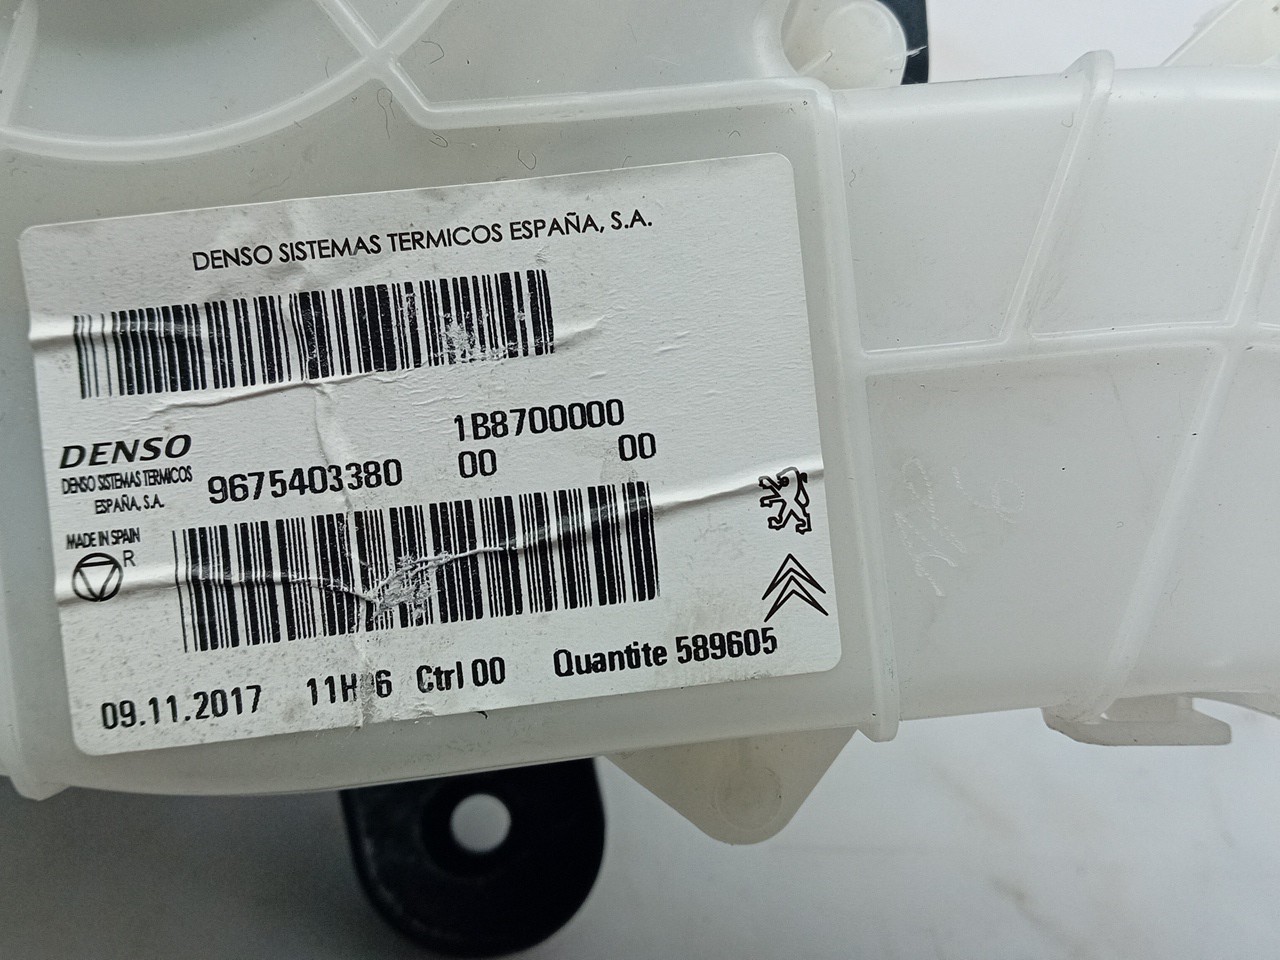 DENSO SISTEMAS TERMICOS ESPAÑA, S.A.
1B8700000
DENSO
DENSO SISTEMAS TERMICOS
ESPAÑA, S.A.
9675403380 00 00
MADE IN SPAIN
R
09.11.2017 Ctrl 00 Quantite 589605